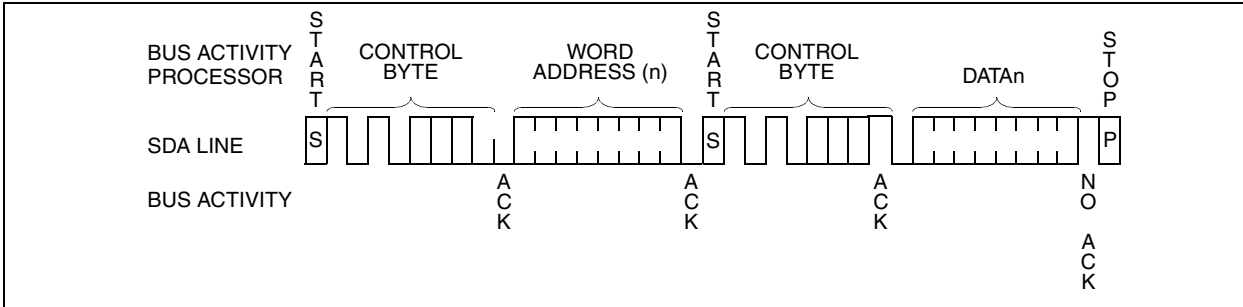 BUS ACTIVITY
PROCESSOR
START
CONTROL
BYTE
WORD
ADDRESS (n)
START
CONTROL
BYTE
DATAn
STOP
SDA LINE
S
S
P
BUS ACTIVITY
ACK
ACK
ACK
NO ACK